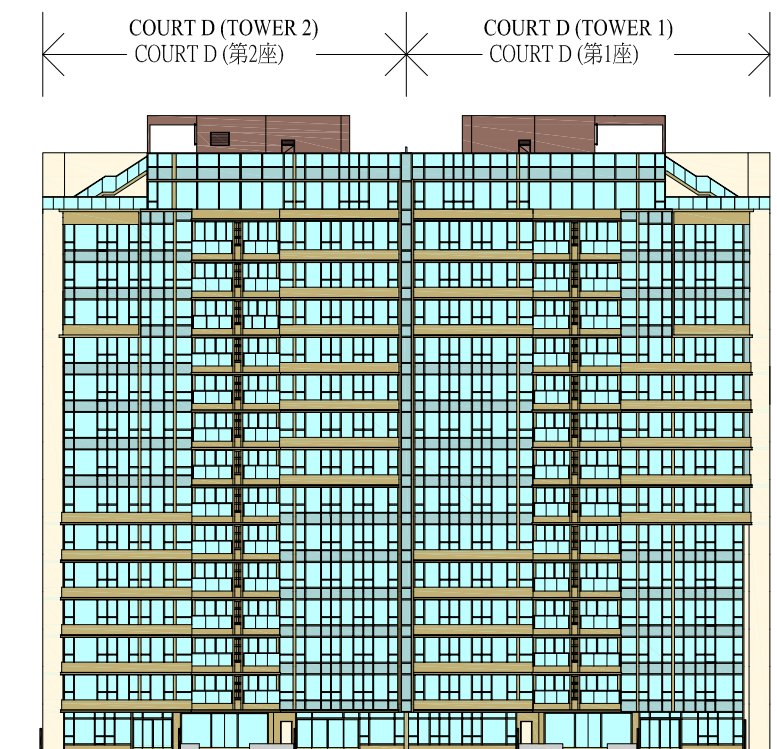 COURT D (TOWER 2)
COURT D (第2座)
COURT D (TOWER 1)
COURT D (第1座)